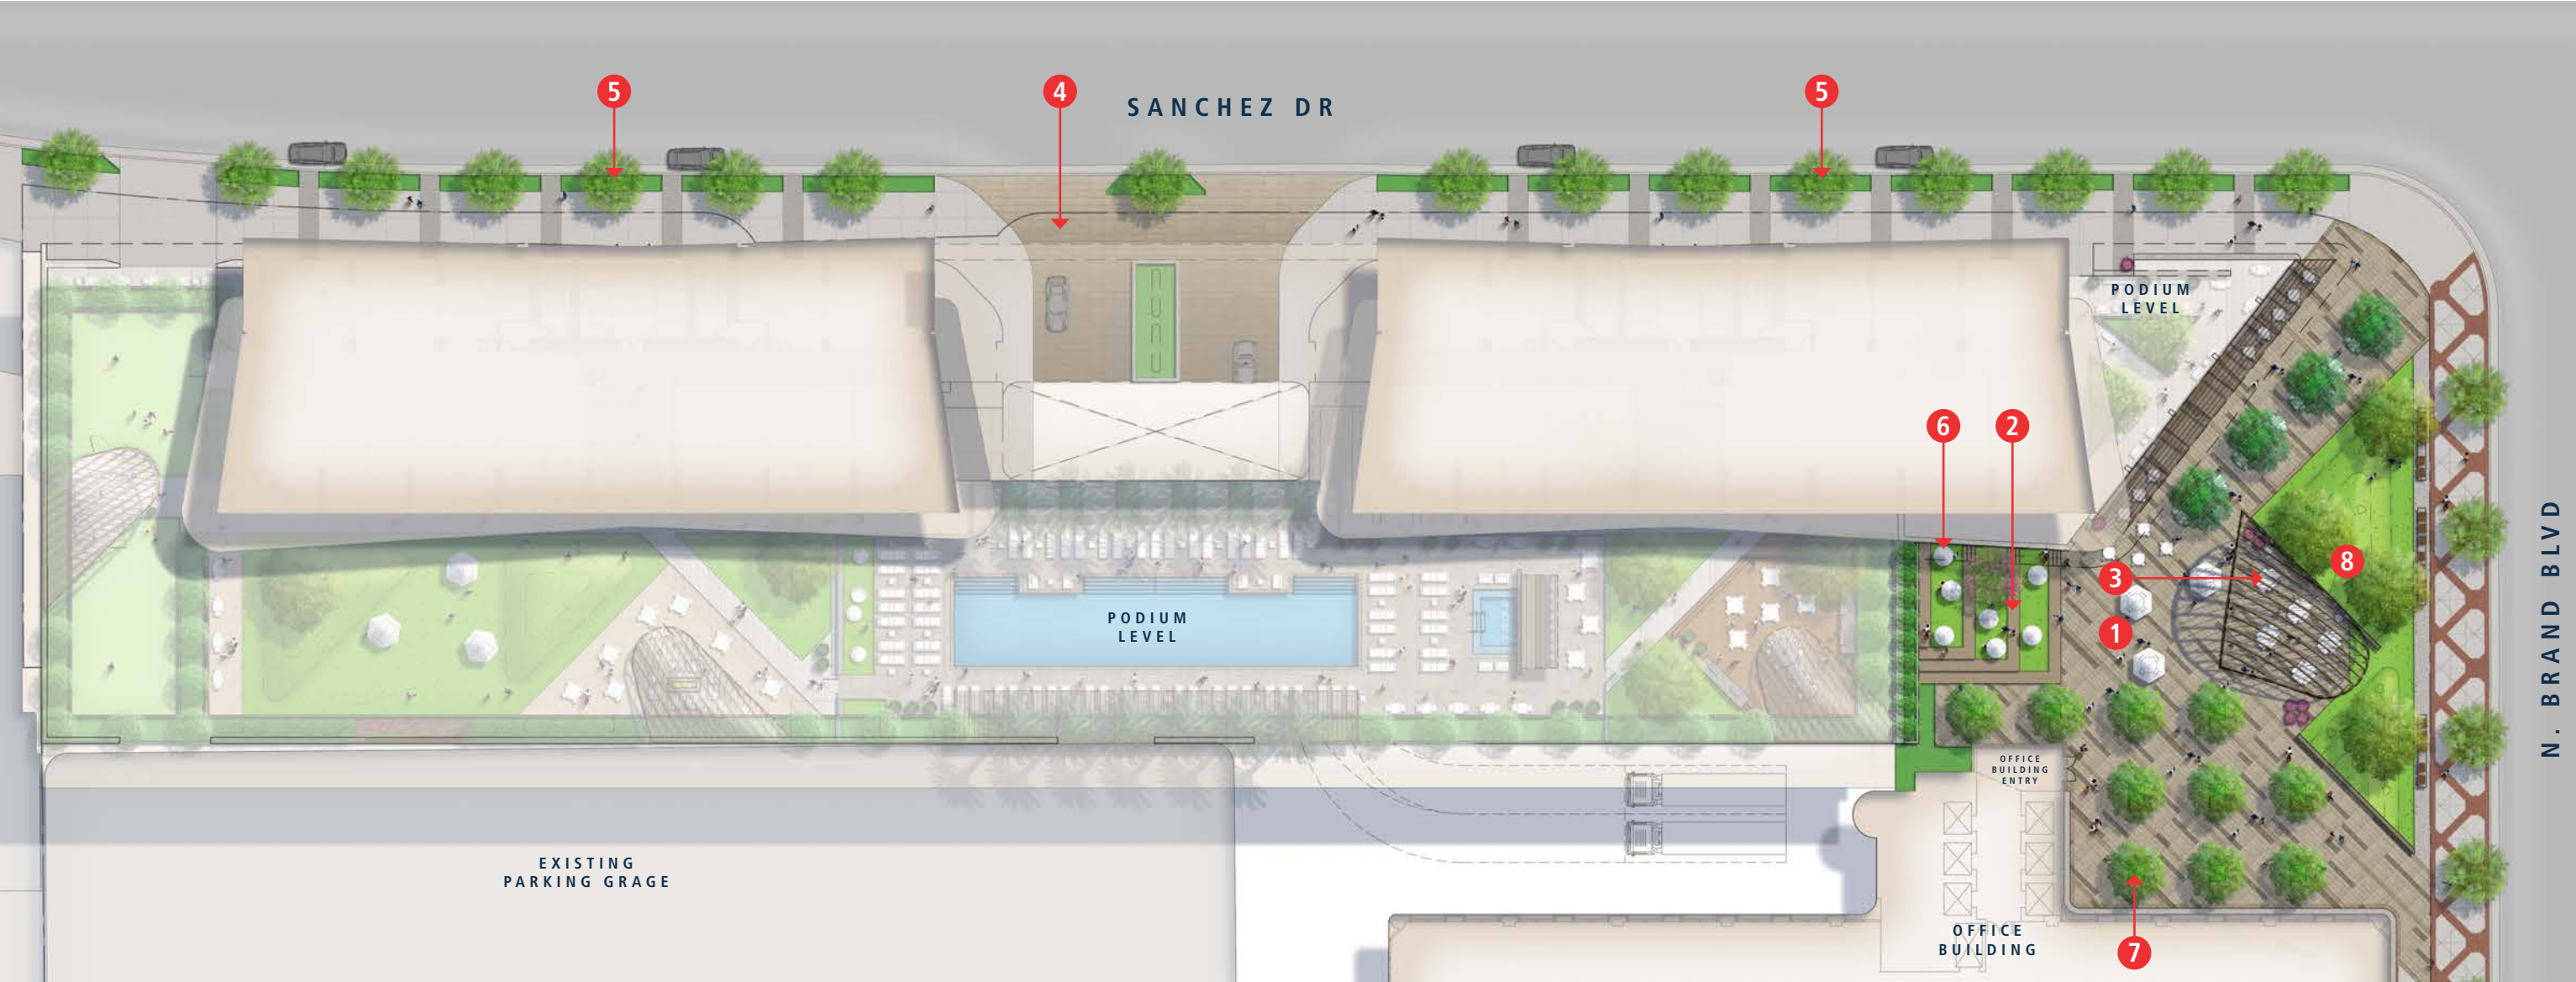 5
4
SANCHEZ DR
5
PODIUM
LEVEL
6
2
8
3
1
N. BRAND BLVD
PODIUM
LEVEL
OFFICE
BUILDING
ENTRY
EXISTING
PARKING GRAGE
OFFICE
BUILDING
7